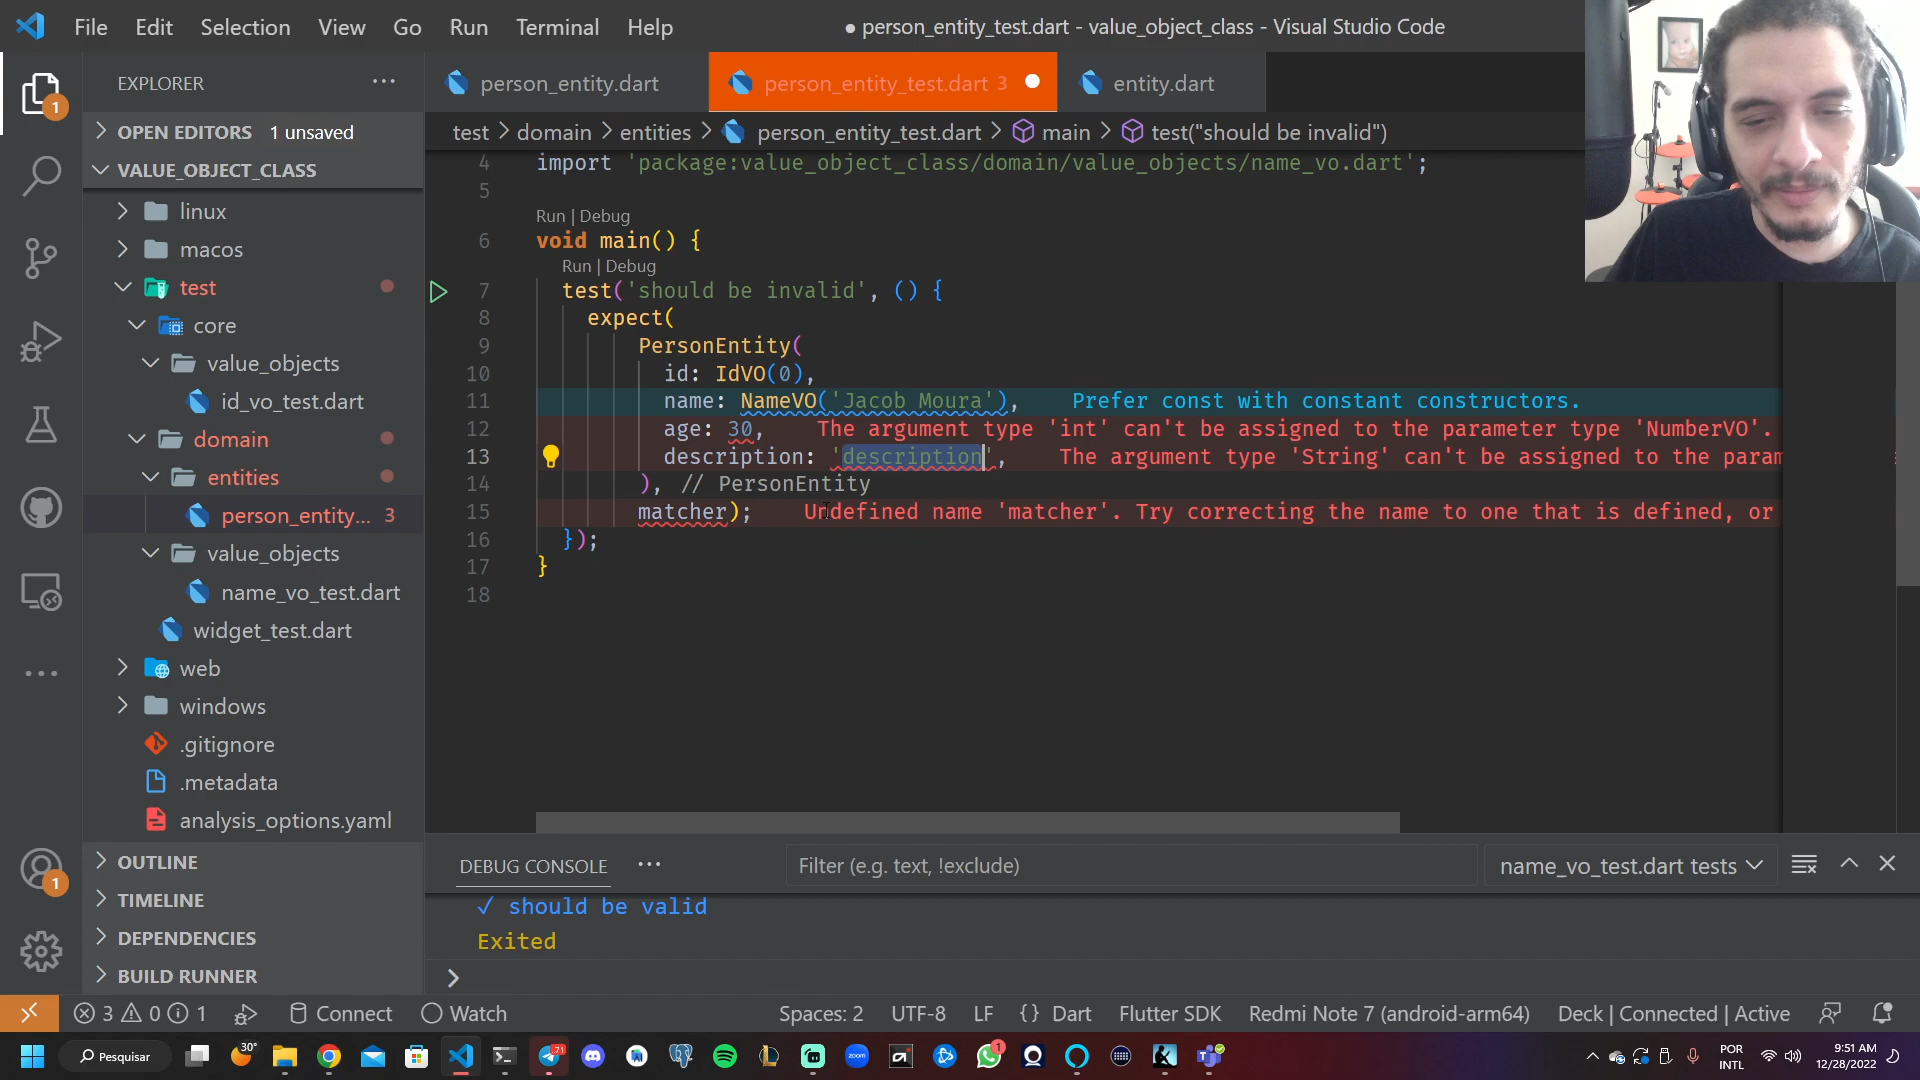 File Edit Selection View Go Run Terminal Help
● person_entity_test.dart - value_object_class - Visual Studio Code
EXPLORER
person_entity.dart
person_entity_test.dart 3
entity.dart
OPEN EDITORS 1 unsaved
test > domain > entities > person_entity_test.dart > main > test("should be invalid")
VALUE_OBJECT_CLASS
linux
macos
test
core
value_objects
id_vo_test.dart
domain
entities
person_entity... 3
value_objects
name_vo_test.dart
widget_test.dart
web
windows
.gitignore
.metadata
analysis_options.yaml
OUTLINE
TIMELINE
DEPENDENCIES
BUILD RUNNER
4 import 'package:value_object_class/domain/value_objects/name_vo.dart';
5
Run | Debug
6 void main() {
Run | Debug
7 test('should be invalid', () {
8 expect(
9 PersonEntity(
10 id: IdVO(0),
11 name: NameVO('Jacob Moura'), Prefer const with constant constructors.
12 age: 30, The argument type 'int' can't be assigned to the parameter type 'NumberVO'.
13 description: 'description', The argument type 'String' can't be assigned to the param
14 ), // PersonEntity
15 matcher); Undefined name 'matcher'. Try correcting the name to one that is defined, or
16 });
17 }
18
DEBUG CONSOLE
Filter (e.g. text, !exclude)
name_vo_test.dart tests
✓ should be valid
Exited
>
1
1
3 0 1 Connect Watch
Spaces: 2 UTF-8 LF {} Dart Flutter SDK Redmi Note 7 (android-arm64) Deck | Connected | Active
Pesquisar
30°
71
zoom
1
POR
INTL
9:51 AM
12/28/2022